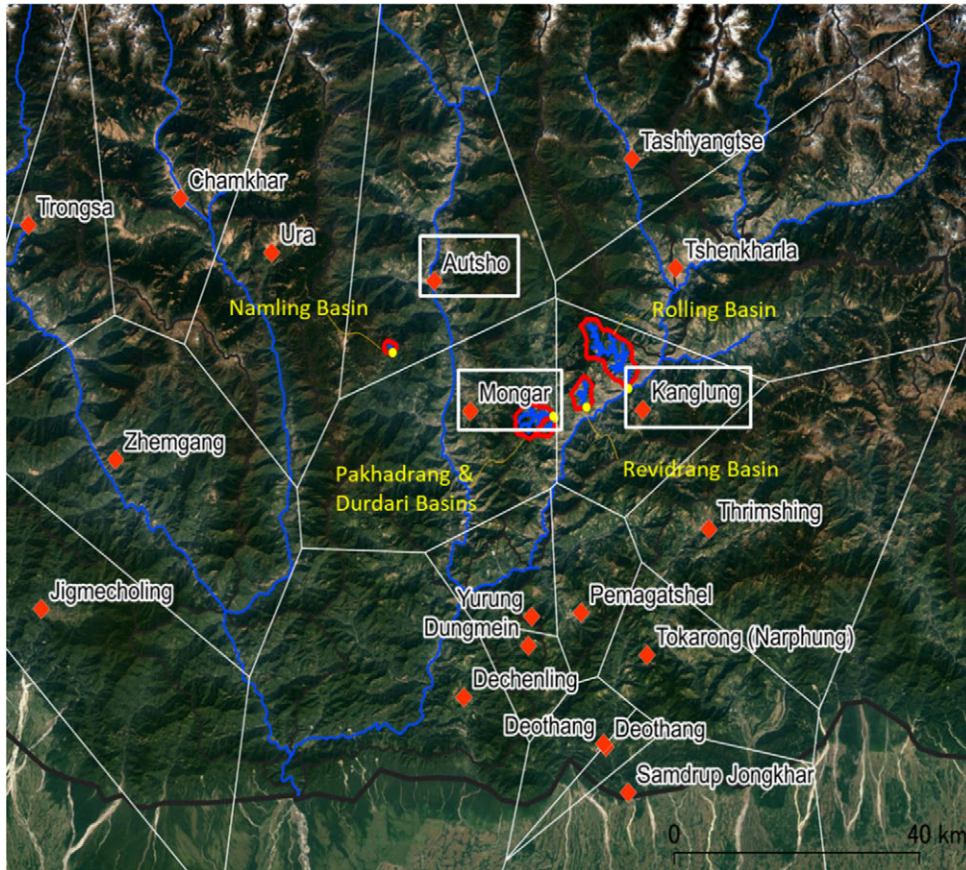 Tashiyangtse
Chamkhar
Trongsa
Ura
Autsho
Tshenkharla
Namling Basin
Rolling Basin
Mongar
Kanglung
Zhemgang
Pakhadrang &
Durdari Basins
Revidrang Basin
Thrimshing
Jigmecholing
Yurung
Pemagatshel
Dungmein
Tokarong (Narphung)
Dechenling
Deothang
Deothang
Samdrup Jongkhar
0
40 km